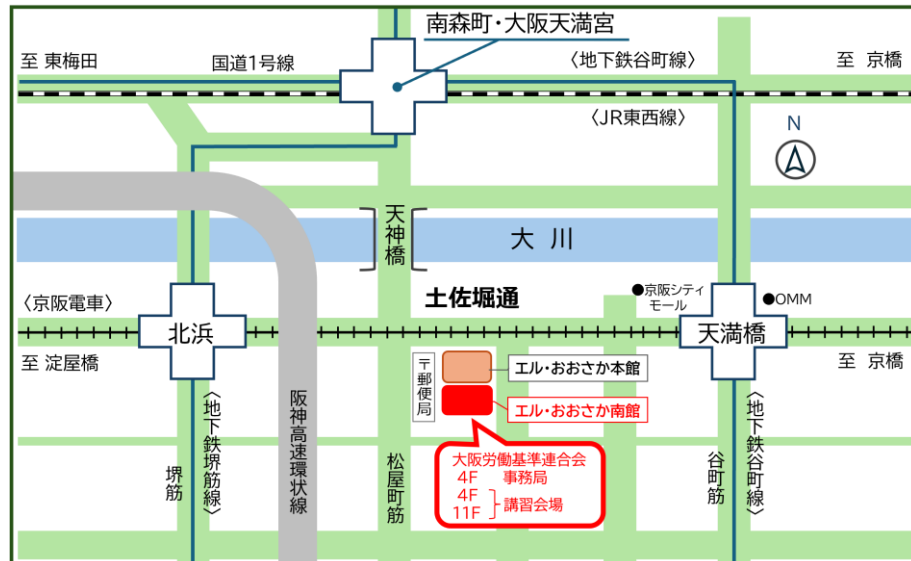 南森町・大阪天満宮
至 東梅田
国道1号線
〈地下鉄谷町線〉
至 京橋
〈JR東西線〉
N
天神橋
大 川
〈京阪電車〉
土佐堀通
●京阪シティ
モール
●OMM
北浜
天満橋
至 淀屋橋
至 京橋
〒郵便局
エル・おおさか本館
エル・おおさか南館
大阪労働基準連合会
4F 事務局
4F
11F
講習会場
堺筋
〈地下鉄堺筋線〉
阪神高速環状線
松屋町筋
谷町筋
〈地下鉄谷町線〉